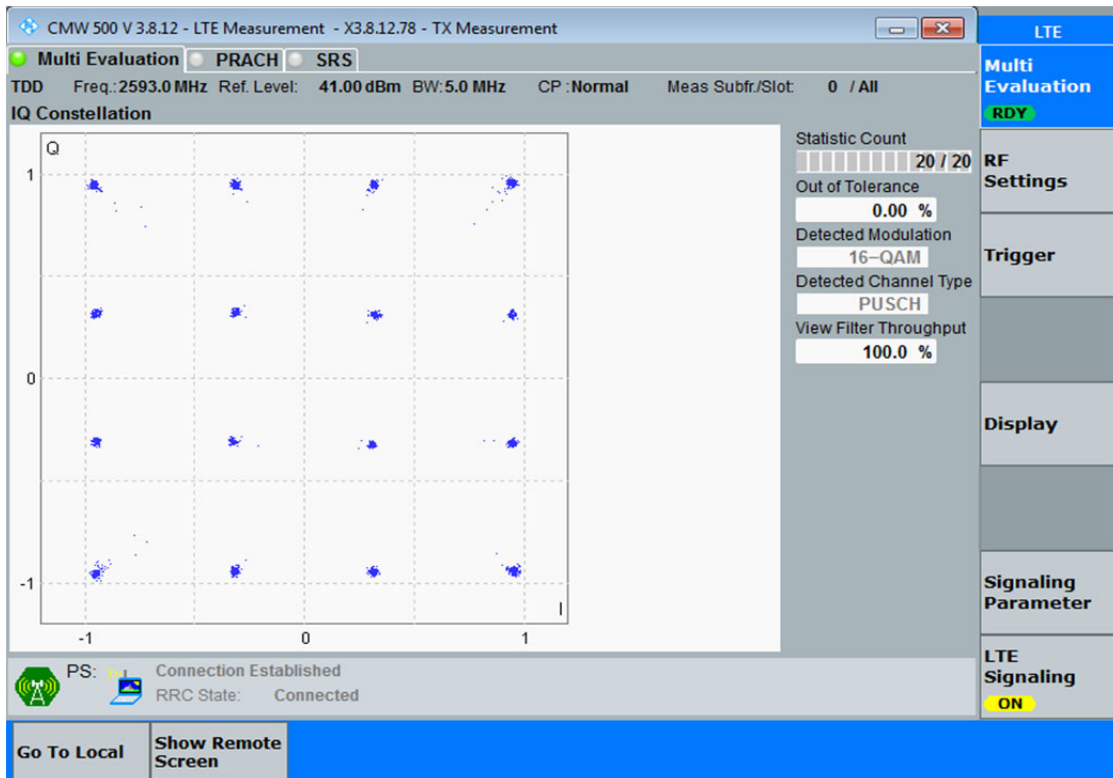 CMW 500 V 3.8.12 - LTE Measurement - X3.8.12.78 - TX Measurement
LTE
Multi Evaluation PRACH SRS
TDD Freq.: 2593.0 MHz Ref. Level: 41.00 dBm BW: 5.0 MHz CP : Normal Meas Subfr./Slot: 0 / All
IQ Constellation
Q
1
0
-1
-1 0 1
I
Statistic Count
20 / 20
Out of Tolerance
0.00 %
Detected Modulation
16-QAM
Detected Channel Type
PUSCH
View Filter Throughput
100.0 %
Multi
Evaluation
RDY
RF
Settings
Trigger
Display
Signaling
Parameter
LTE
Signaling
ON
PS: Connection Established
RRC State: Connected
Go To Local
Show Remote
Screen